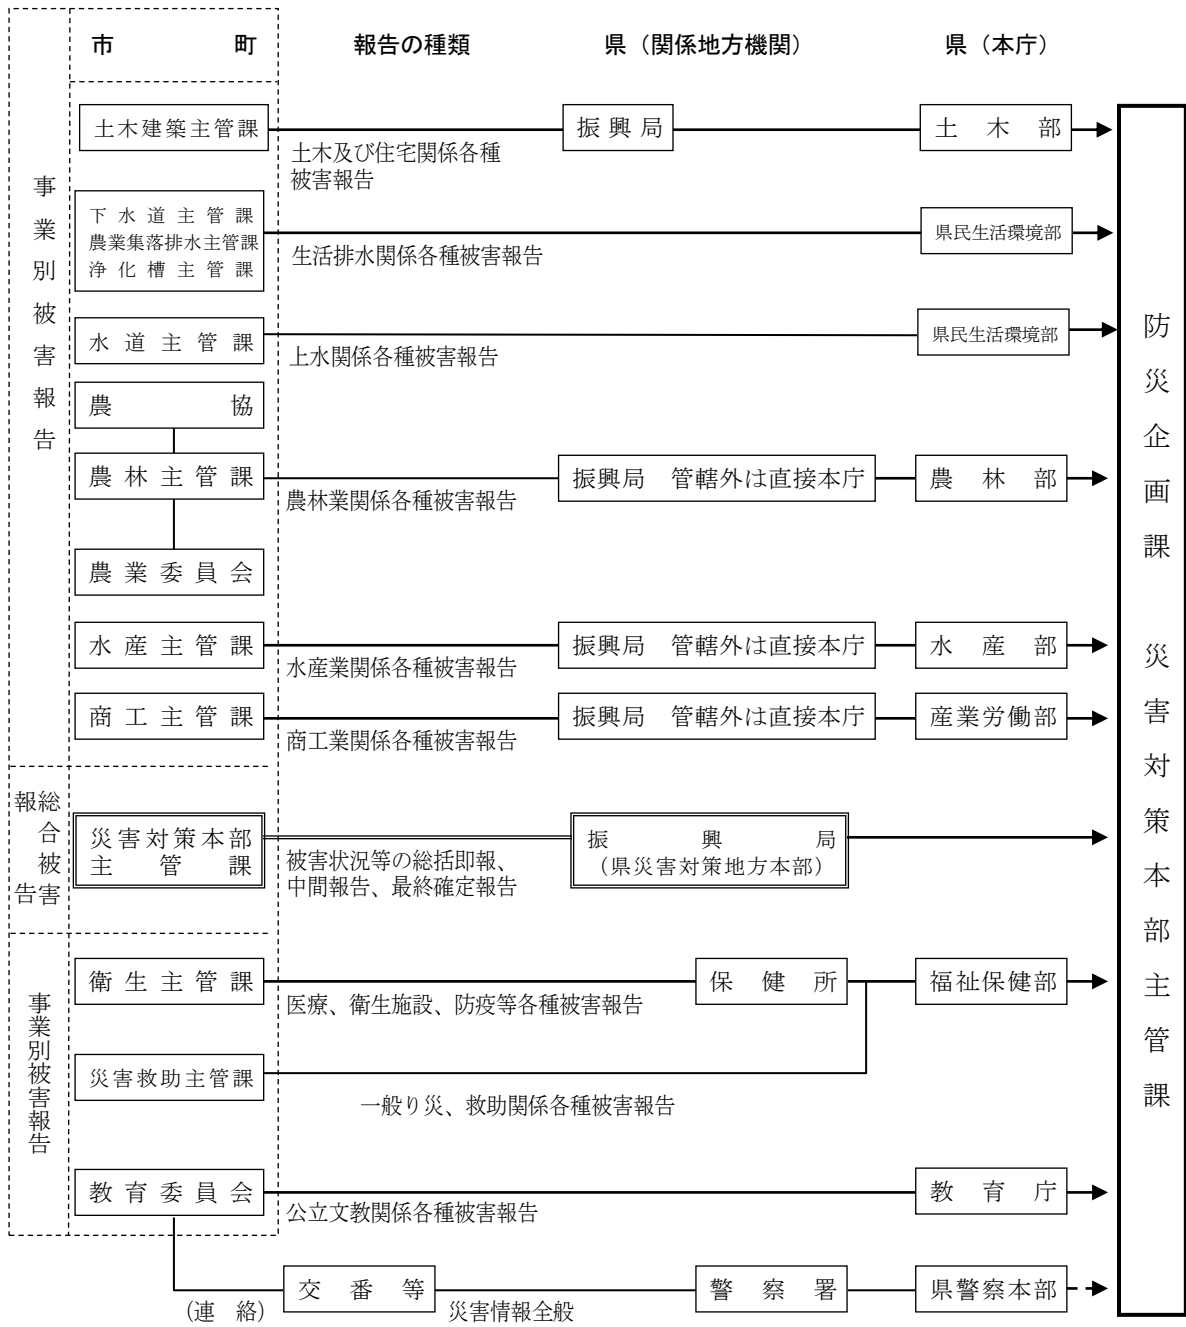 市 町
報告の種類
県（関係地方機関）
県（本庁）
事業別被害報告
土木建築主管課
土木及び住宅関係各種
被害報告
振興局
土木部
下水道主管課
農業集落排水主管課
浄化槽主管課
生活排水関係各種被害報告
県民生活環境部
水道主管課
上水関係各種被害報告
県民生活環境部
農協
農林主管課
農林業関係各種被害報告
振興局 管轄外は直接本庁
農林部
農業委員会
水産主管課
水産業関係各種被害報告
振興局 管轄外は直接本庁
水産部
商工主管課
商工業関係各種被害報告
振興局 管轄外は直接本庁
産業労働部
総合被害
報告
災害対策本部
主管課
被害状況等の総括即報、
中間報告、最終確定報告
振興局
（県災害対策地方本部）
事業別被害報告
衛生主管課
医療、衛生施設、防疫等各種被害報告
保健所
福祉保健部
災害救助主管課
一般り災、救助関係各種被害報告
教育委員会
公立文教関係各種被害報告
教育庁
（連 絡）
交番等
災害情報全般
警察署
県警察本部
防災企画課 災害対策本部主管課